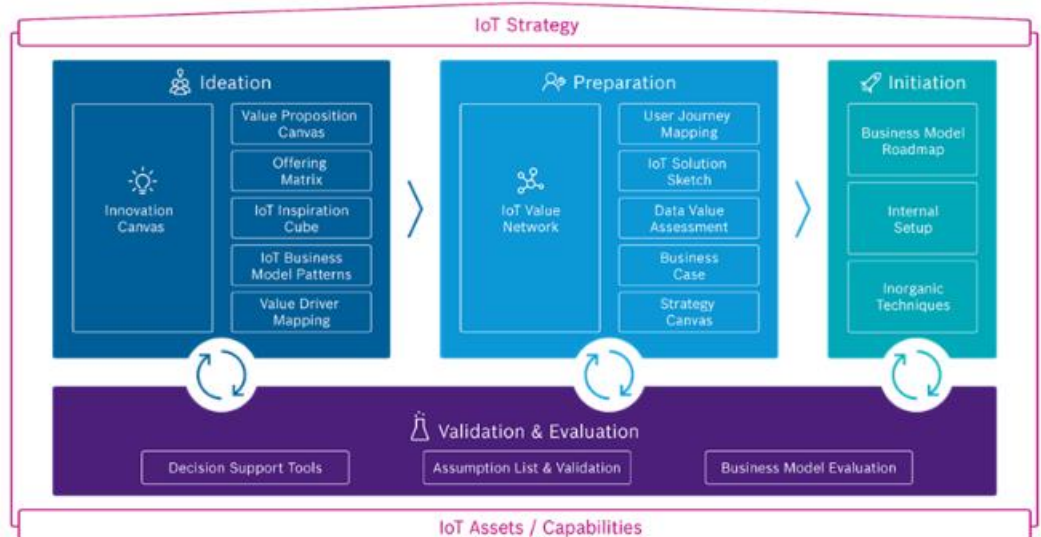 IoT Strategy
Ideation
Innovation
Canvas
Value Proposition
Canvas
Offering
Matrix
IoT Inspiration
Cube
IoT Business
Model Patterns
Value Driver
Mapping
Preparation
IoT Value
Network
User Journey
Mapping
IoT Solution
Sketch
Data Value
Assessment
Business
Case
Strategy
Canvas
Initiation
Business Model
Roadmap
Internal
Setup
Inorganic
Techniques
Validation & Evaluation
Decision Support Tools
Assumption List & Validation
Business Model Evaluation
IoT Assets / Capabilities